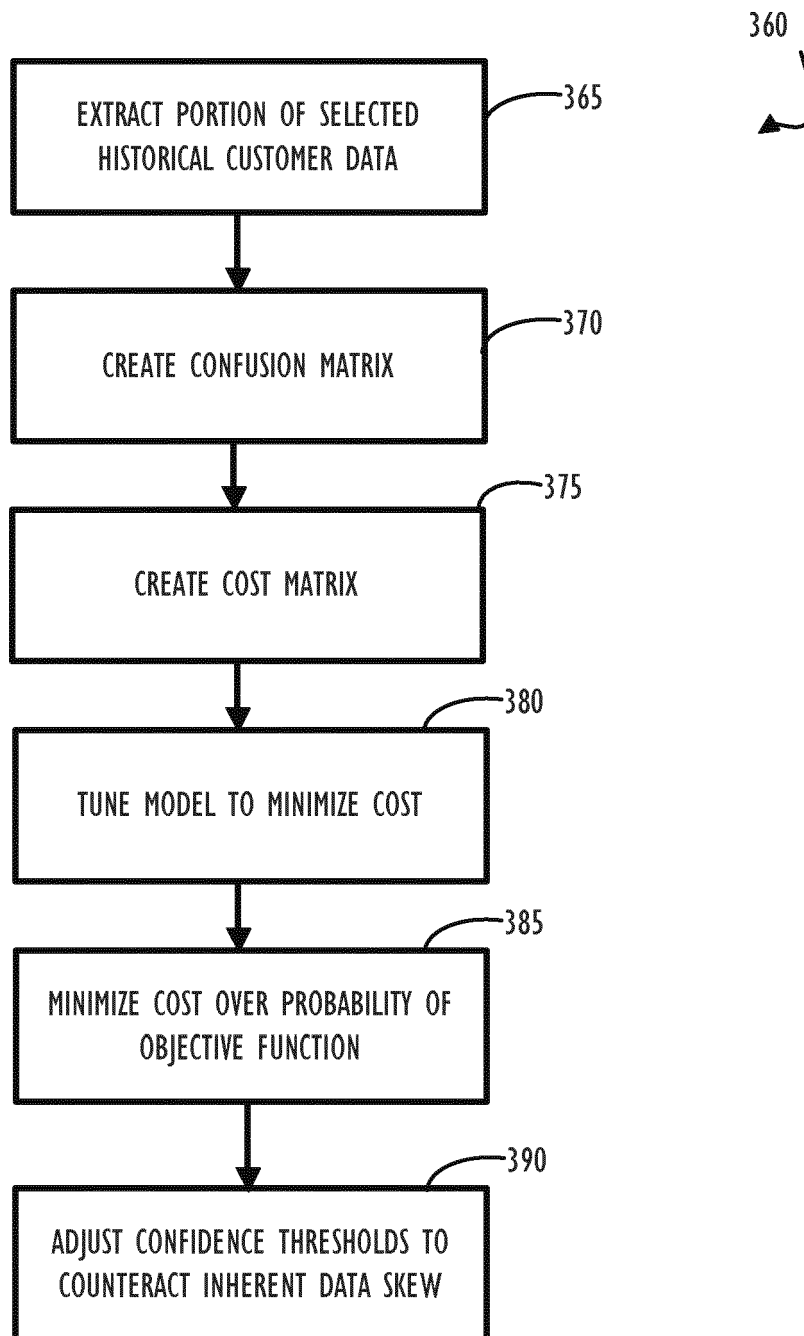 360
EXTRACT PORTION OF SELECTED
HISTORICAL CUSTOMER DATA
365
CREATE CONFUSION MATRIX
370
CREATE COST MATRIX
375
TUNE MODEL TO MINIMIZE COST
380
MINIMIZE COST OVER PROBABILITY OF
OBJECTIVE FUNCTION
385
ADJUST CONFIDENCE THRESHOLDS TO
COUNTERACT INHERENT DATA SKEW
390